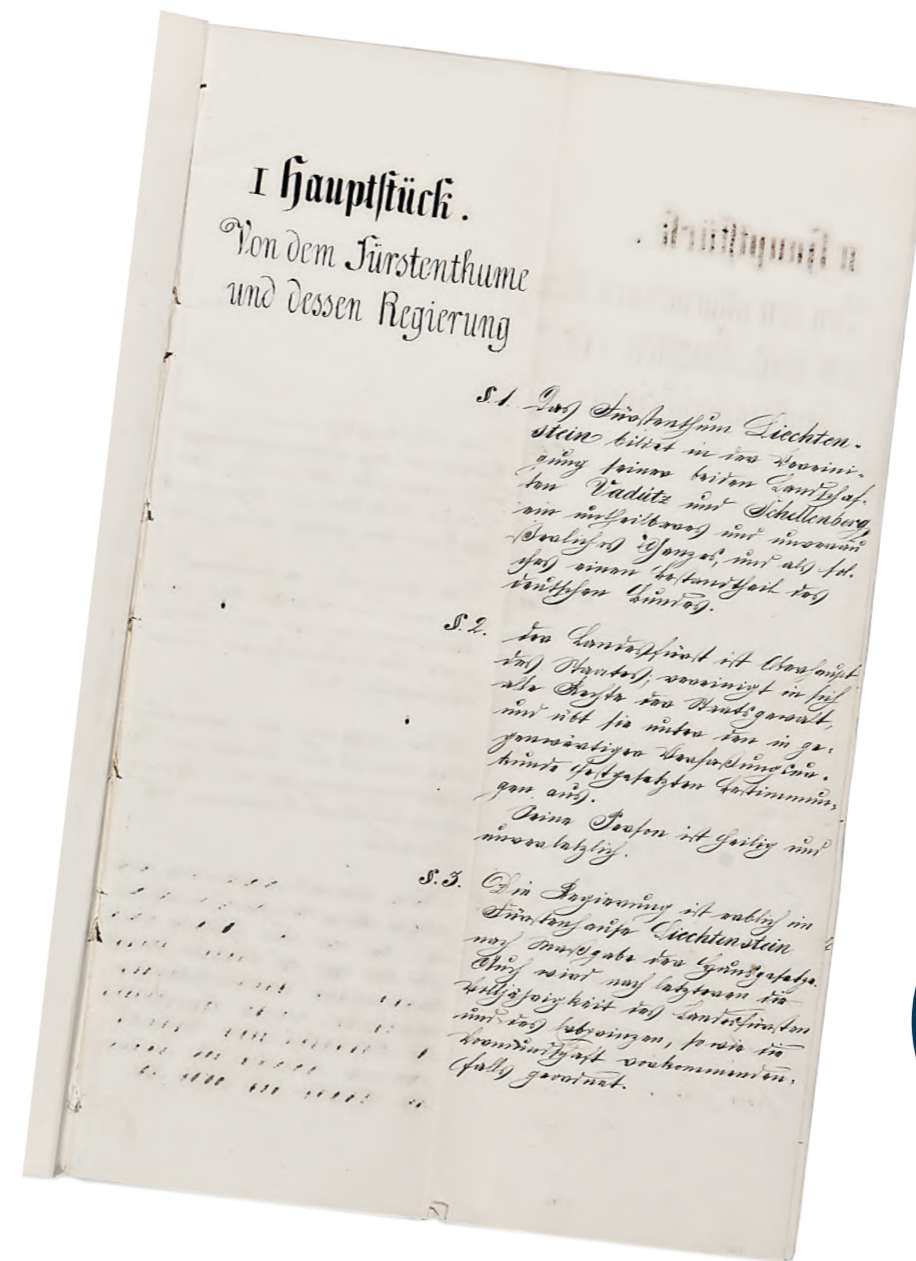 I Hauptstück.
Von dem Fürstenthume
und dessen Regierung
§. 1. Das Fürstenthum Liechten-
stein bildet in der Vereini-
gung seiner beiden Landschaf-
ten Vadutz und Schellenberg
ein untheilbares und unveräu
ßerliches Ganzes, und als sol-
ches einen Bestandtheil des
deutschen Bundes.
§. 2. Der Landesfürst ist Oberhaupt
des Staates, vereinigt in sich
alle Rechte der Staatsgewalt,
und übt sie unter den in ge-
genwärtiger Verfaßungsur-
kunde festgesetzten Bestimmun-
gen aus.
Seine Person ist heilig und
unverletzlich.
§. 3. Die Regierung ist erblich im
Fürstenhause Liechtenstein
nach Maßgabe der Hausgesetze.
Auch wird nach letzteren die
Volljährigkeit des Landesfürsten
und des Erbprinzen, so wie die
Vormundschaft vorkommenden-
falls geordnet.
II Hauptstück.